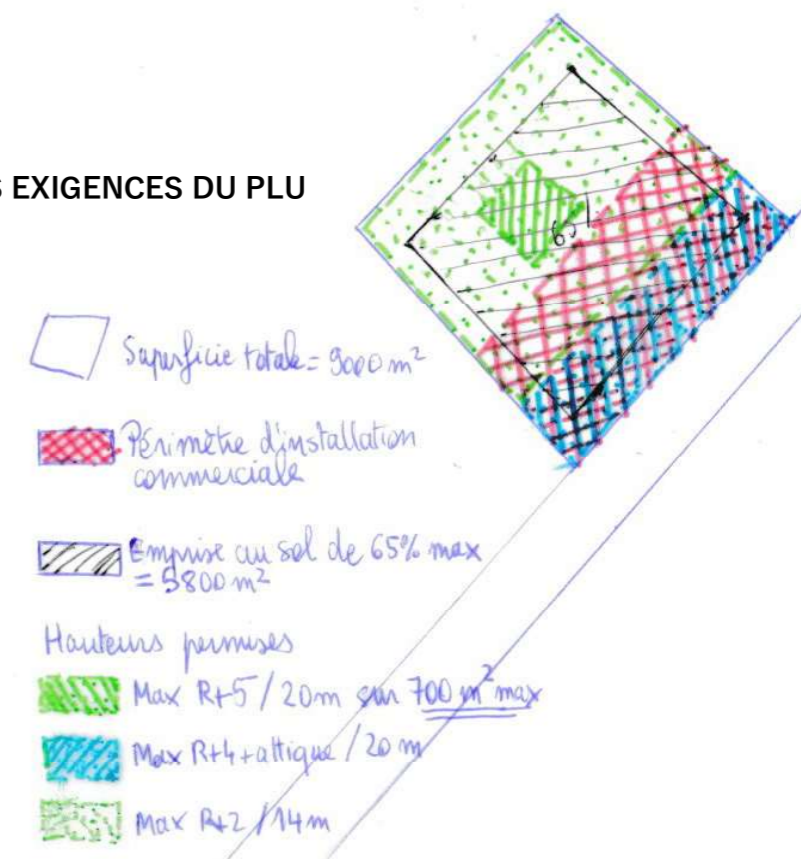 S EXIGENCES DU PLU
65%
Superficie totale = 9000 m²
Périmètre d'installation
commerciale
Emprise au sol de 65% max
= 5800 m²
Hauteurs permises
Max R+5 / 20m sur 700 m² max
Max R+4+attique / 20 m
Max R+2 / 14m